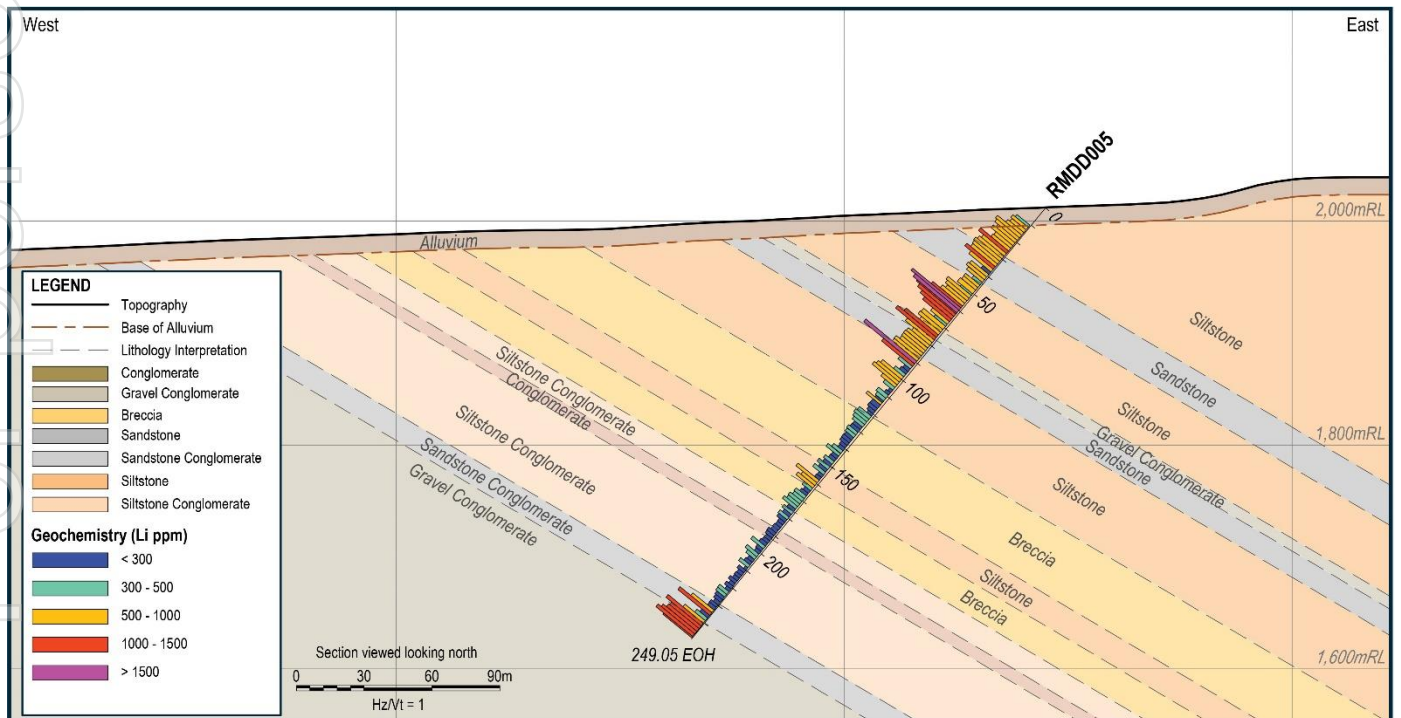 West
East
RMDD005
0
2,000mRL
Alluvium
LEGEND
Topography
Base of Alluvium
Lithology Interpretation
Conglomerate
Gravel Conglomerate
Breccia
Sandstone
Sandstone Conglomerate
Siltstone
Siltstone Conglomerate
Geochemistry (Li ppm)
< 300
300 - 500
500 - 1000
1000 - 1500
> 1500
50
100
150
200
249.05 EOH
Siltstone
Sandstone
Siltstone
Gravel Conglomerate
Sandstone
Siltstone
Breccia
Siltstone
Breccia
Siltstone Conglomerate
Conglomerate
Siltstone Conglomerate
Sandstone Conglomerate
Gravel Conglomerate
1,800mRL
1,600mRL
Section viewed looking north
0 30 60 90m
Hz/Vt = 1